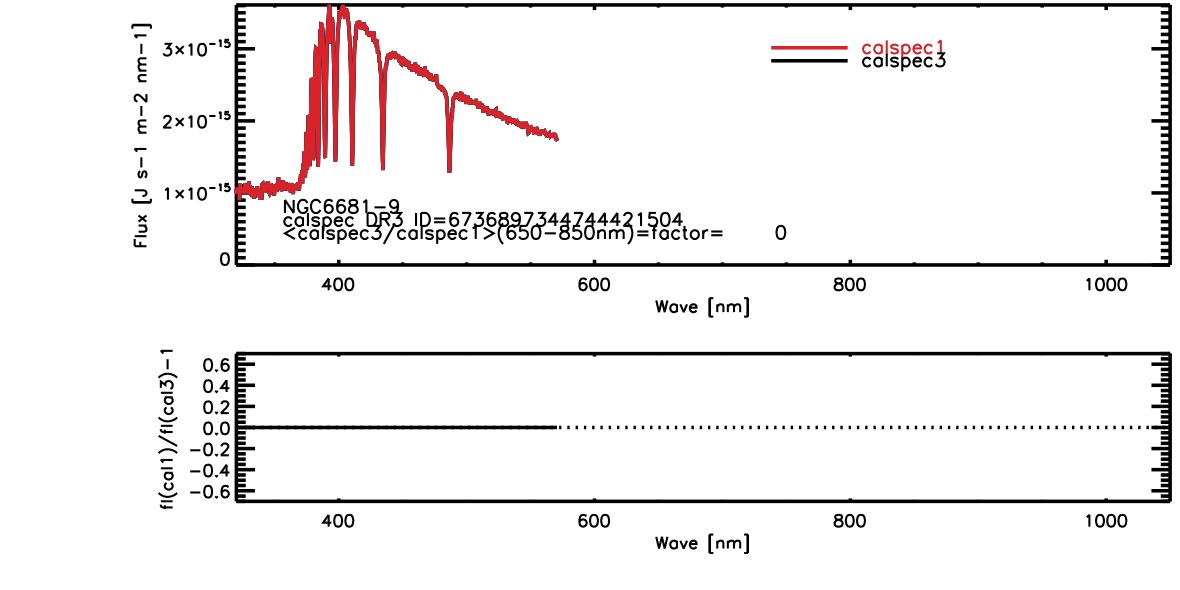 calspec1
calspec3
Flux [J s-1 m-2 nm-1]
3×10-15
2×10-15
1×10-15
0
NGC6681-9
calspec DR3 ID=6736897344744421504
<calspec3/calspec1>(650-850nm)=factor= 0
400 600 800 1000
Wave [nm]
fl(cal1)/fl(cal3)-1
0.6
0.4
0.2
0.0
-0.2
-0.4
-0.6
400 600 800 1000
Wave [nm]